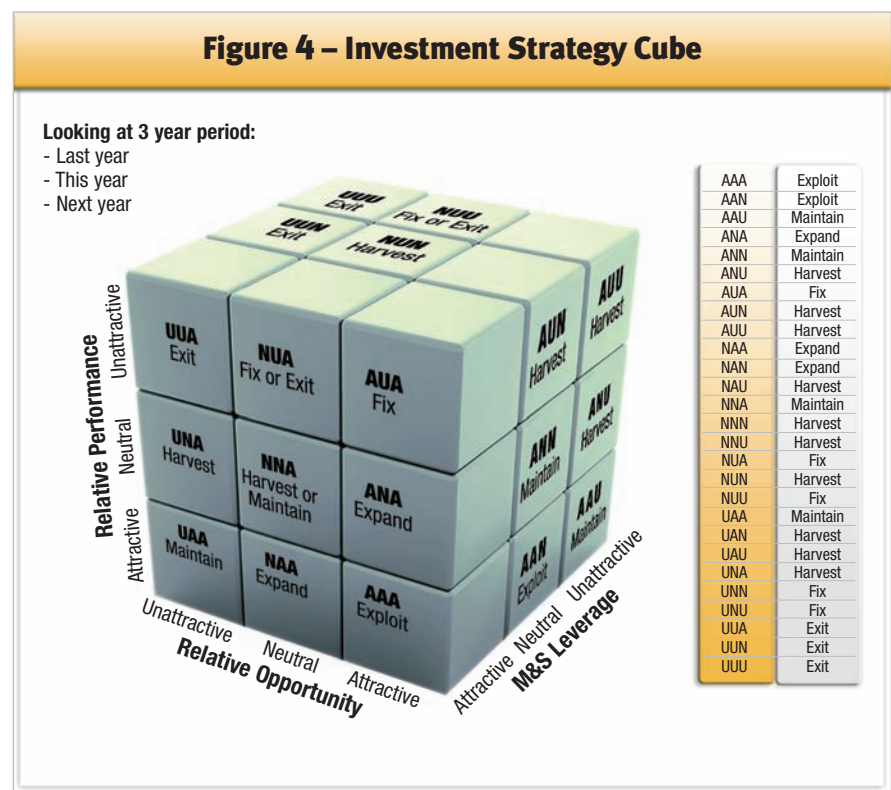 Figure 4 – Investment Strategy Cube
Looking at 3 year period:
- Last year
- This year
- Next year
UUU
Exit
NUU
Fix or Exit
UUN
Exit
NUN
Harvest
UUA
Exit
NUA
Fix or Exit
AUA
Fix
AUN
Harvest
AUU
Harvest
UNA
Harvest
NNA
Harvest or
Maintain
ANA
Expand
ANN
Maintain
ANU
Harvest
UAA
Maintain
NAA
Expand
AAA
Exploit
AAN
Exploit
AAU
Maintain
Relative Performance
Unattractive
Neutral
Attractive
Relative Opportunity
Unattractive
Neutral
Attractive
M&S Leverage
Attractive
Neutral
Unattractive
AAA Exploit
AAN Exploit
AAU Maintain
ANA Expand
ANN Maintain
ANU Harvest
AUA Fix
AUN Harvest
AUU Harvest
NAA Expand
NAN Expand
NAU Harvest
NNA Maintain
NNN Harvest
NNU Harvest
NUA Fix
NUN Harvest
NUU Fix
UAA Maintain
UAN Harvest
UAU Harvest
UNA Harvest
UNN Fix
UNU Fix
UUA Exit
UUN Exit
UUU Exit